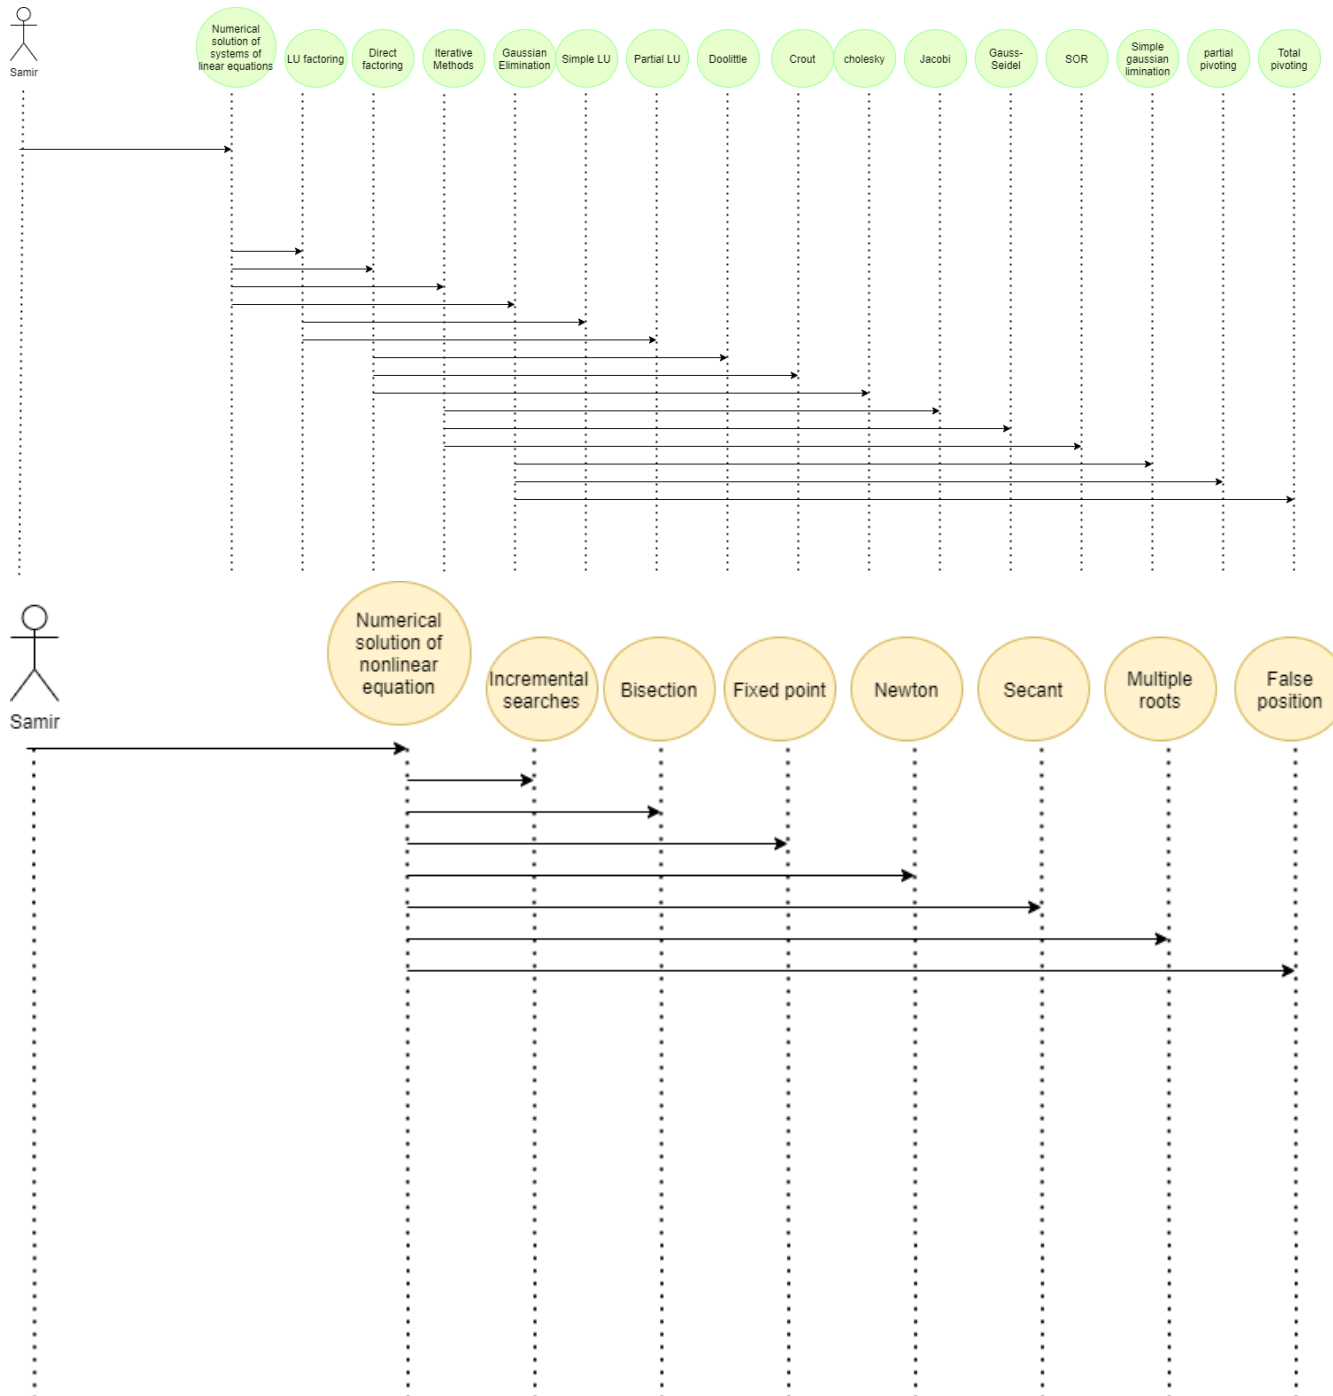 Samir
Numerical
solution of
systems of
linear equations
LU factoring
Direct
factoring
Iterative
Methods
Gaussian
Elimination
Simple LU
Partial LU
Doolittle
Crout
cholesky
Jacobi
Gauss-
Seidel
SOR
Simple
gaussian
limination
partial
pivoting
Total
pivoting
Samir
Numerical
solution of
nonlinear
equation
Incremental
searches
Bisection
Fixed point
Newton
Secant
Multiple
roots
False
position